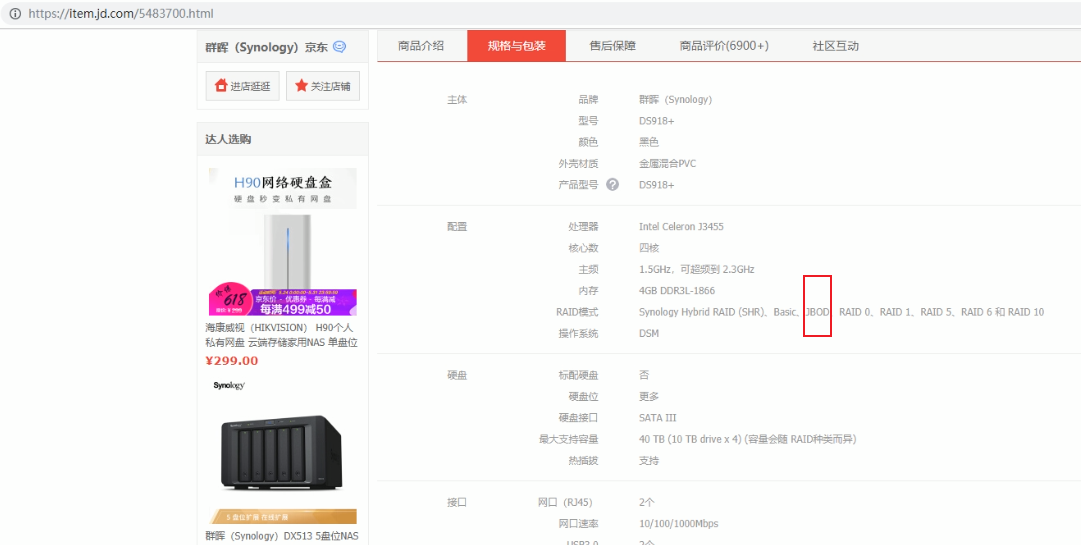 https://item.jd.com/5483700.html
群晖（Synology）京东
进店逛逛
关注店铺
达人选购
H90网络硬盘盒
硬盘秒变私有网盘
618
京东价 · 优惠券 · 每满减
每满499减50
海康威视（HIKVISION） H90个人
私有网盘 云端存储家用NAS 单盘位
¥299.00
Synology
5 盘位扩展 在线扩展
群晖（Synology）DX513 5盘位NAS
商品介绍
规格与包装
售后保障
商品评价(6900+)
社区互动
主体
品牌 群晖（Synology）
型号 DS918+
颜色 黑色
外壳材质 金属混合PVC
产品型号 ? DS918+
配置
处理器 Intel Celeron J3455
核心数 四核
主频 1.5GHz，可超频到 2.3GHz
内存 4GB DDR3L-1866
RAID模式 Synology Hybrid RAID (SHR)、Basic、JBOD、RAID 0、RAID 1、RAID 5、RAID 6 和 RAID 10
操作系统 DSM
硬盘
标配硬盘 否
硬盘位 更多
硬盘接口 SATA III
最大支持容量 40 TB (10 TB drive x 4) (容量会随 RAID种类而异)
热插拔 支持
接口
网口（RJ45） 2个
网口速率 10/100/1000Mbps
USB3.0 2个